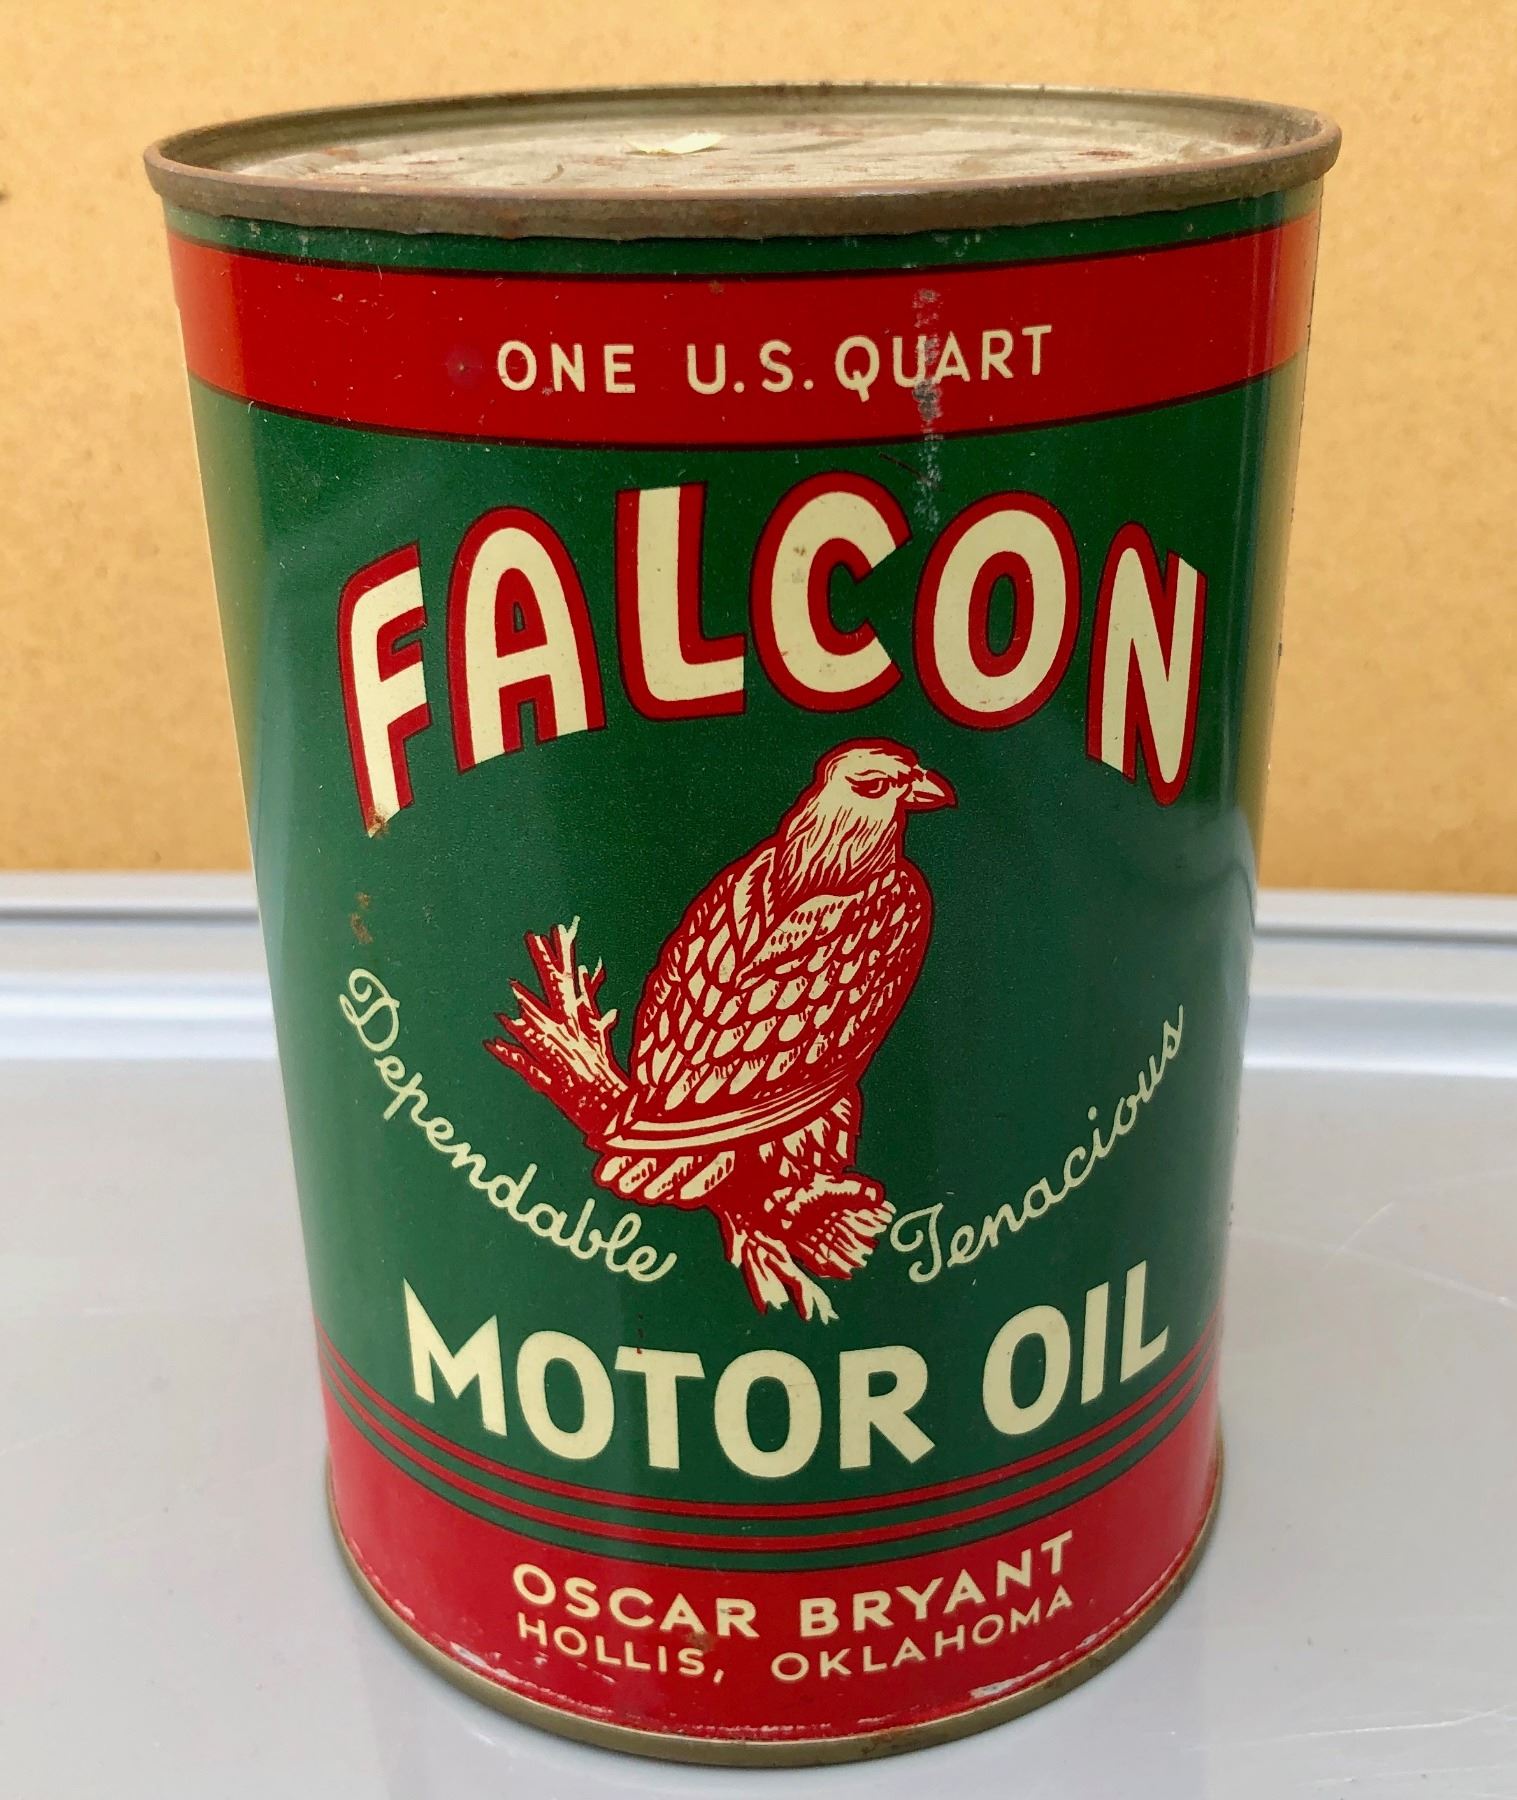 ONE U.S. QUART
FALCON
Dependable Tenacious
MOTOR OIL
OSCAR BRYANT
HOLLIS, OKLAHOMA